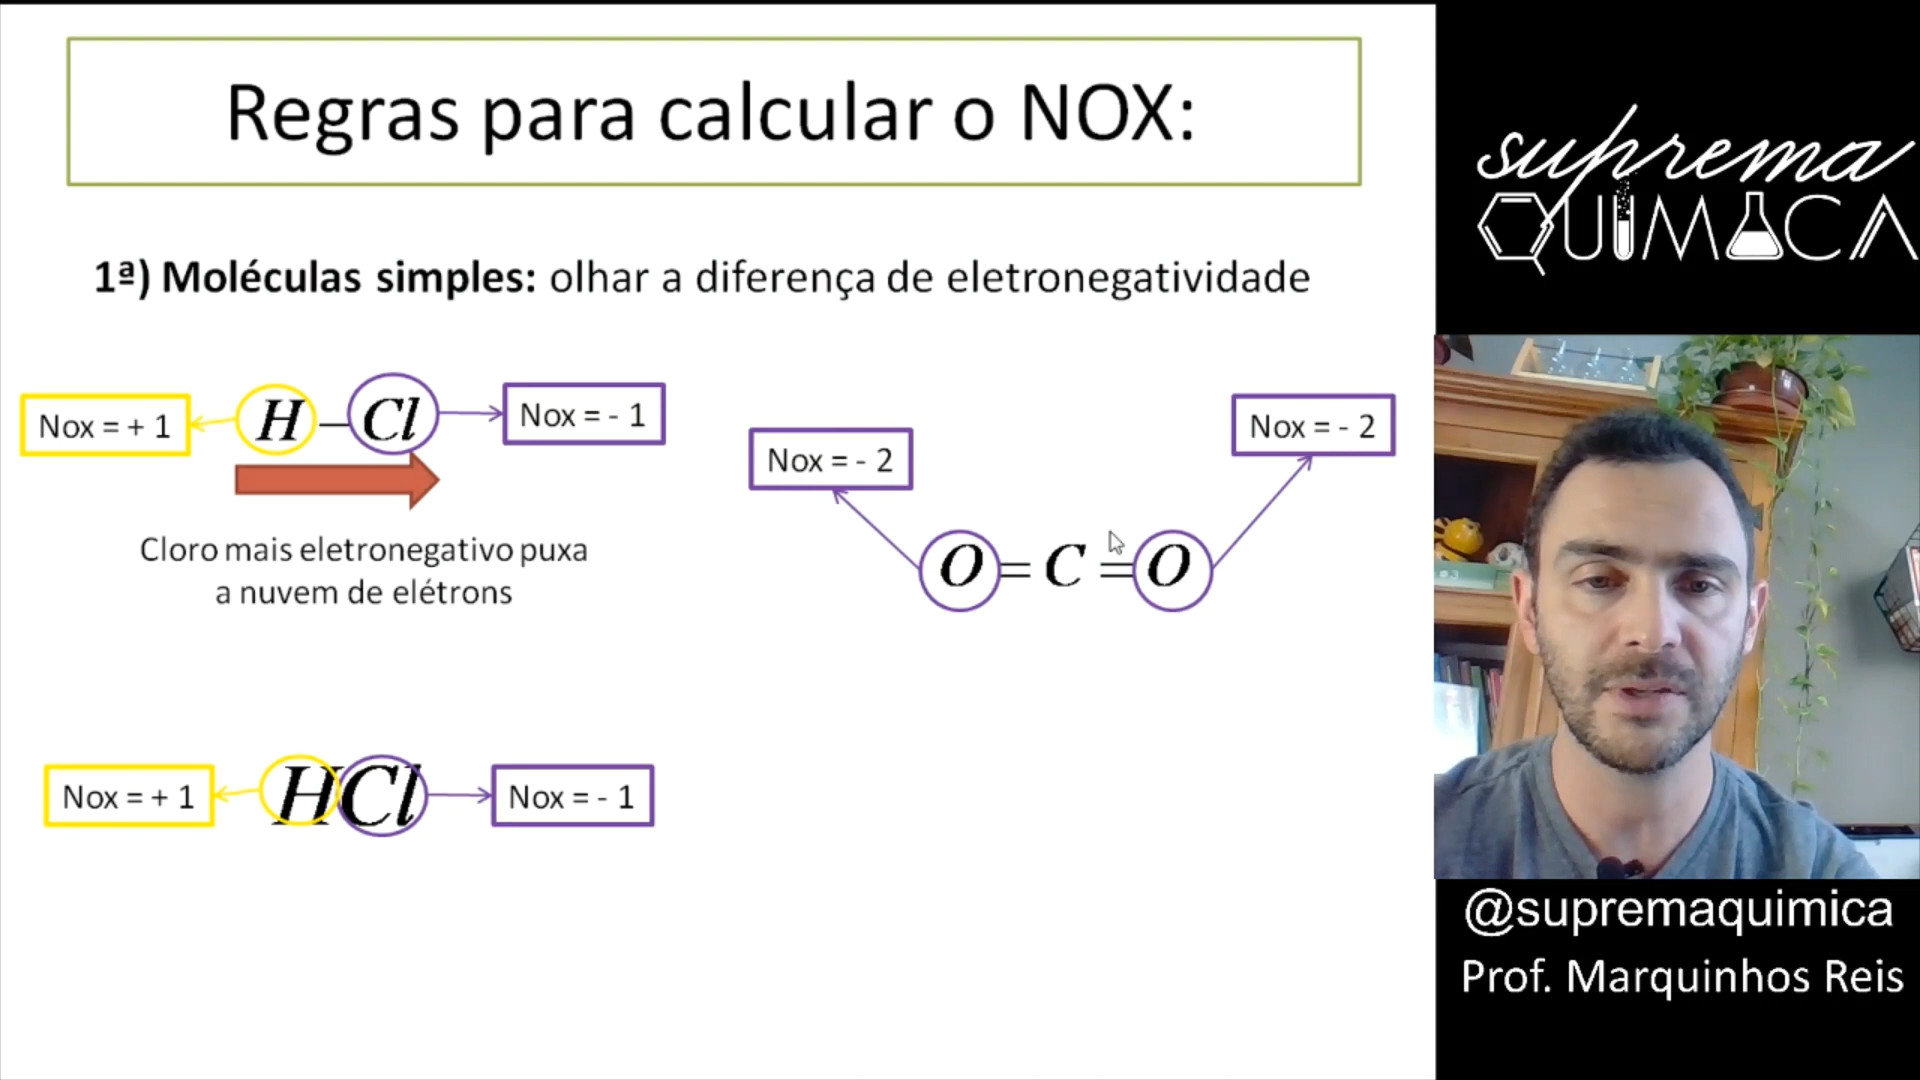 Regras para calcular o NOX:
1ª) Moléculas simples: olhar a diferença de eletronegatividade
Nox = + 1
H – Cl
Nox = - 1
Cloro mais eletronegativo puxa
a nuvem de elétrons
Nox = - 2
Nox = - 2
O = C = O
Nox = + 1
HCl
Nox = - 1
suprema
QUIMICA
@supremaquimica
Prof. Marquinhos Reis